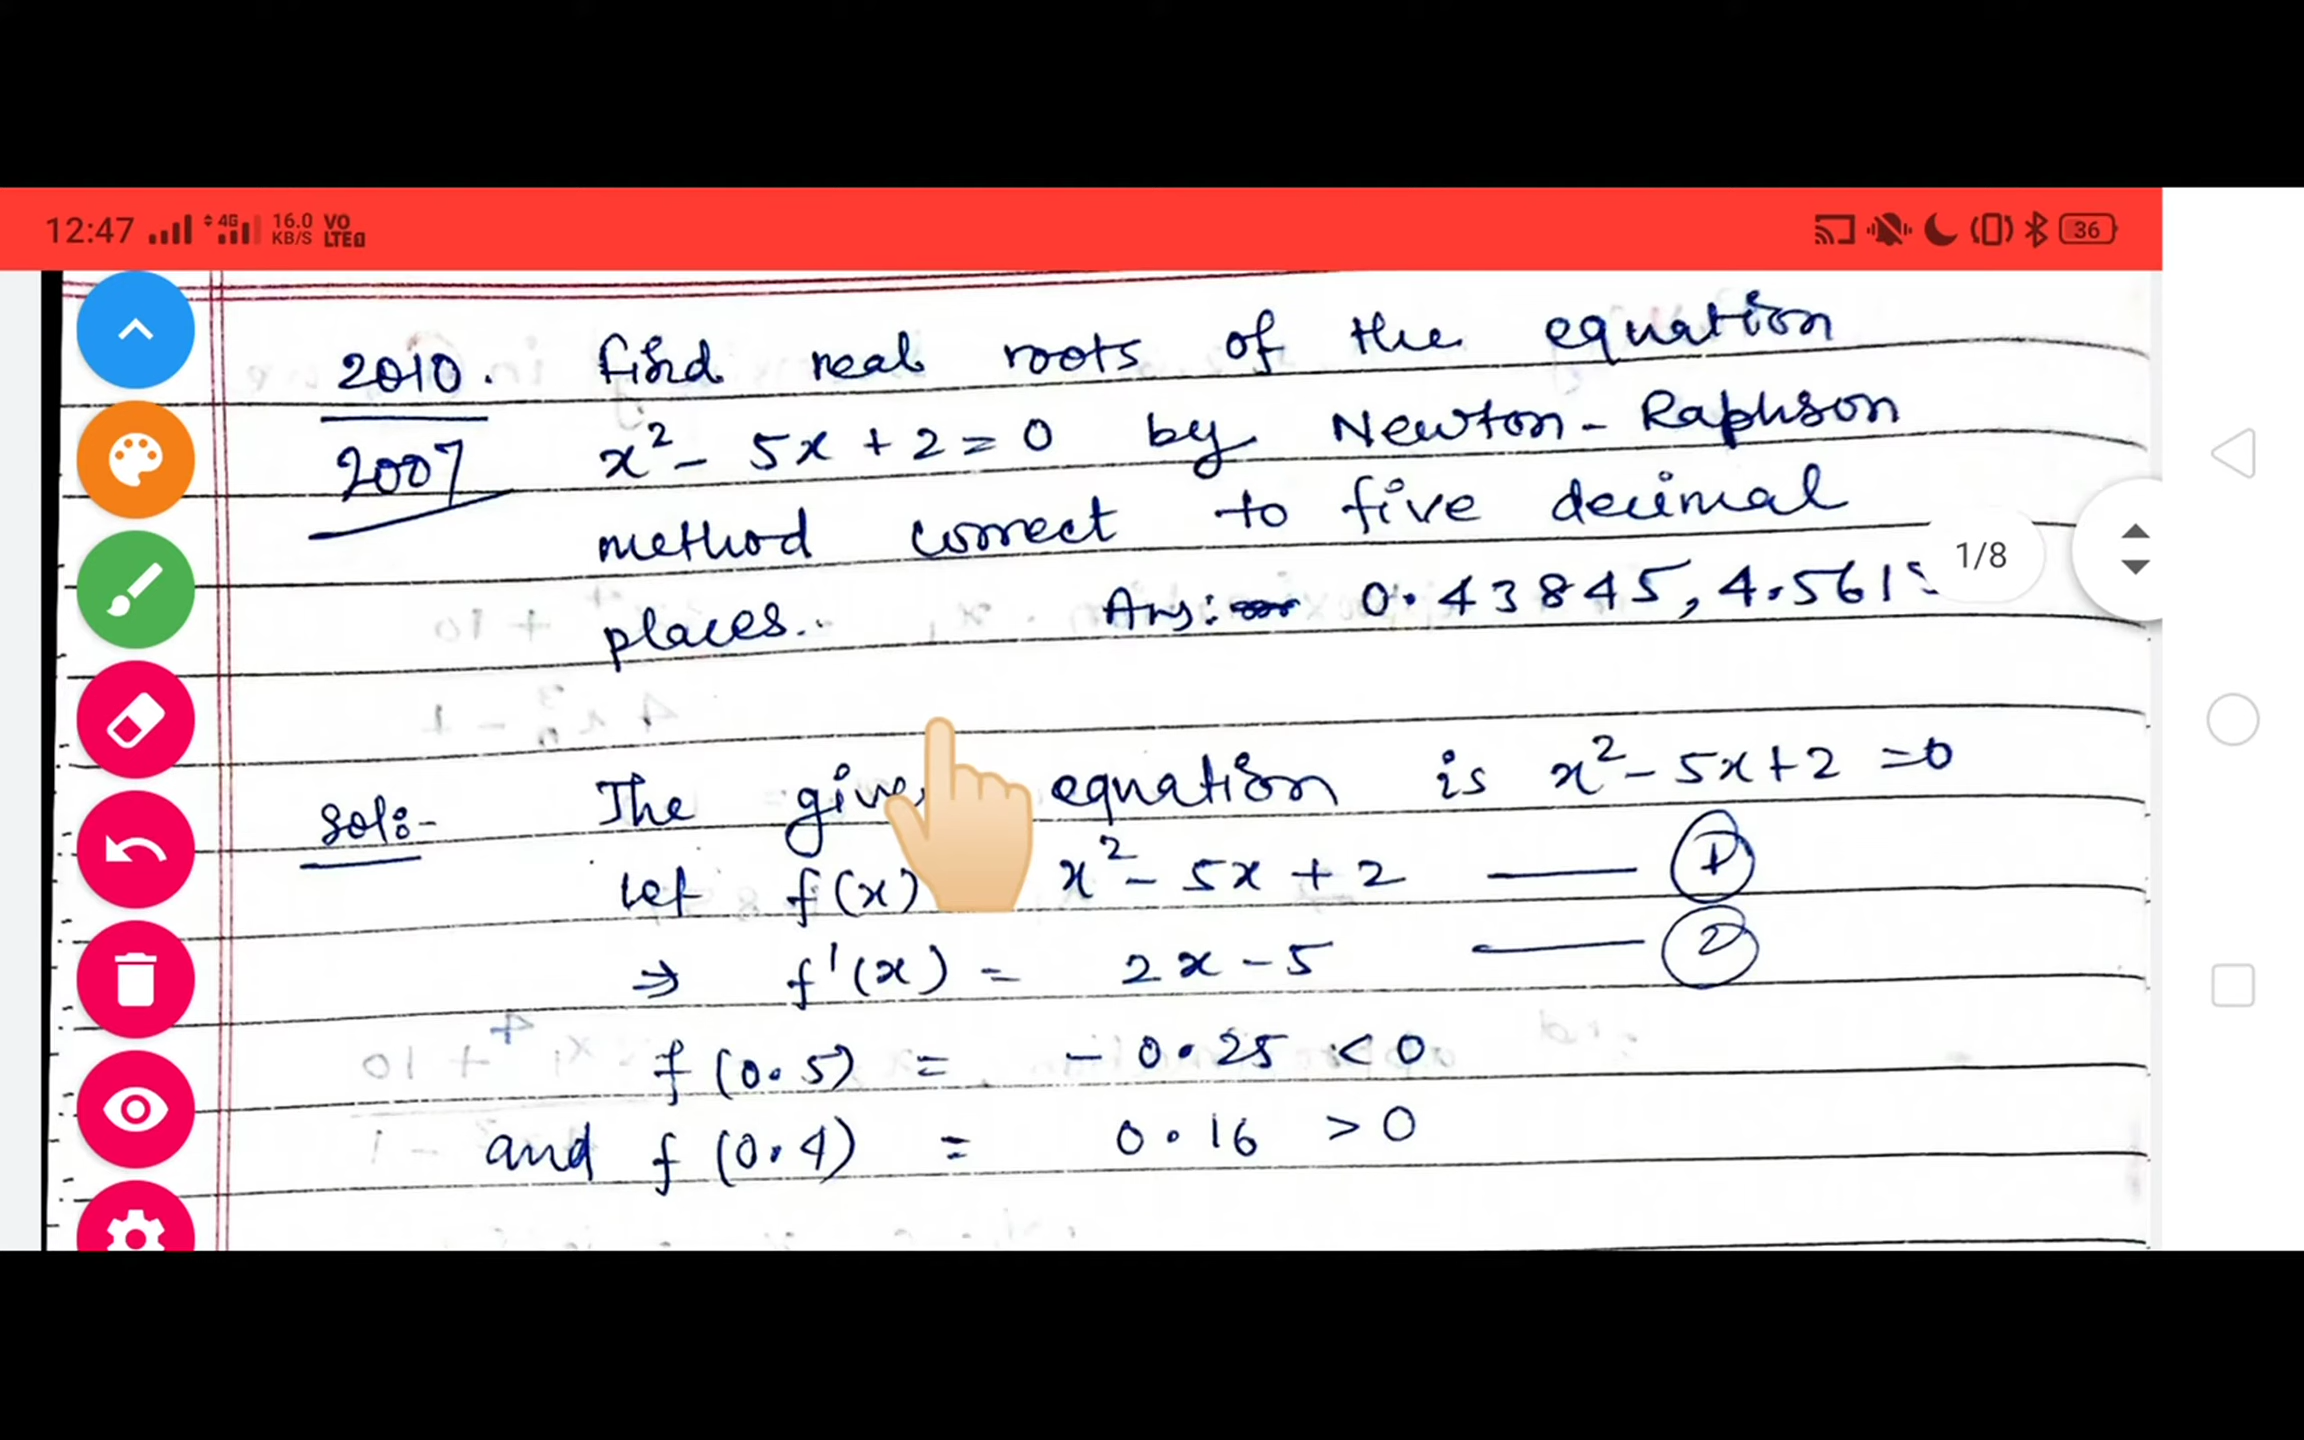 12:47 4G 16.0 KB/S VO LTE 36
2010. find real roots of the equation
2007 x² - 5x + 2 = 0 by Newton - Raphson
method correct to five decimal
1/8
places. Ans: 0.43845, 4.561
Sol:- The given equation is x² - 5x + 2 = 0
Let f(x) x² - 5x + 2 —— ①
⇒ f'(x) = 2x - 5 —— ②
f(0.5) = - 0.25 < 0
and f(0.4) = 0.16 > 0